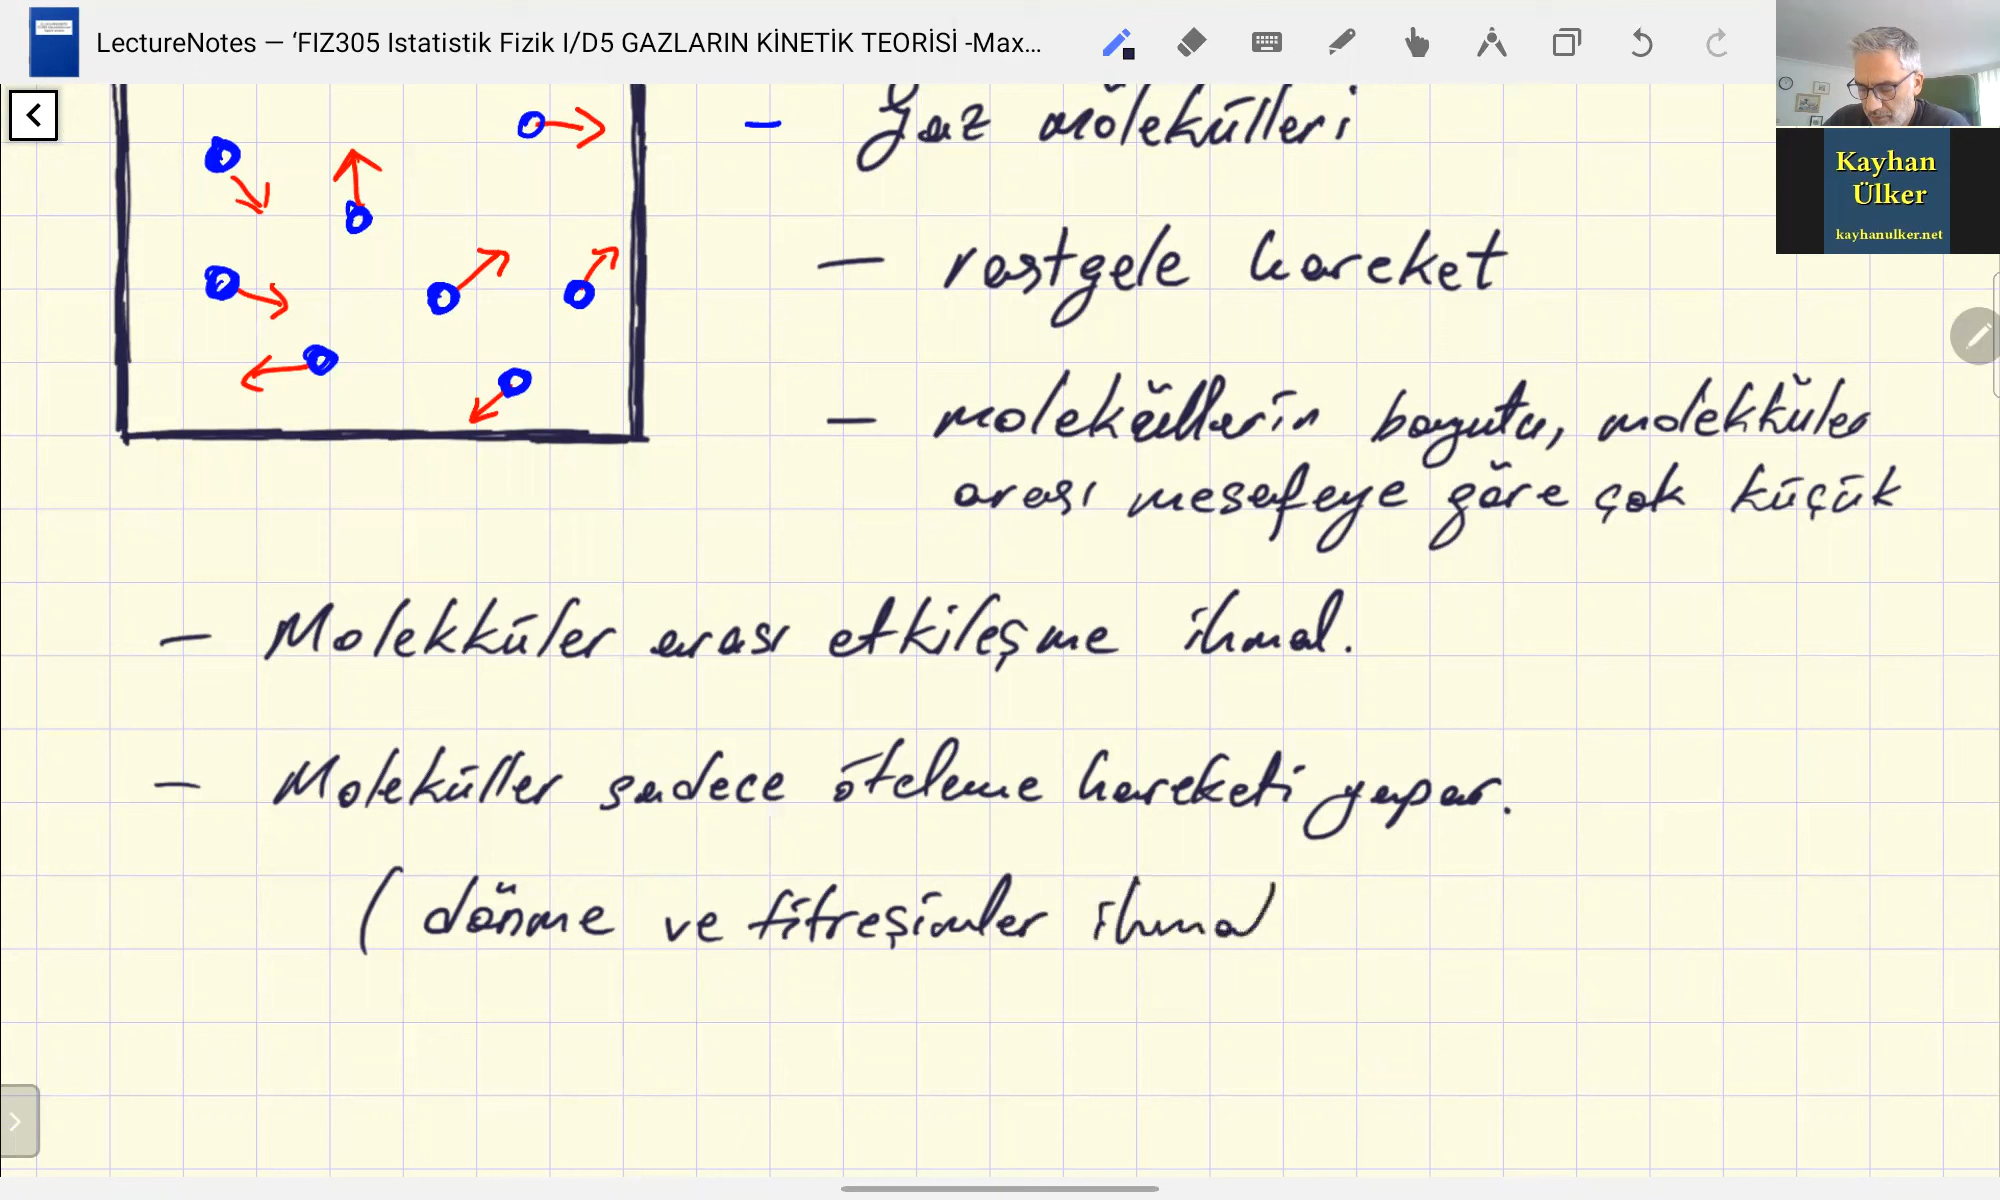 LectureNotes — ‘FIZ305 Istatistik Fizik I/D5 GAZLARIN KİNETİK TEORİSİ -Max...
Kayhan
Ülker
kayhanulker.net
- Gaz molekülleri
- rastgele hareket
- moleküllerin boyutu, molekküler
arası mesafeye göre çok küçük
- Molekküler arası etkileşme ihmal.
- Moleküller sadece öteleme hareketi yapar.
( dönme ve titreşimler ihmal